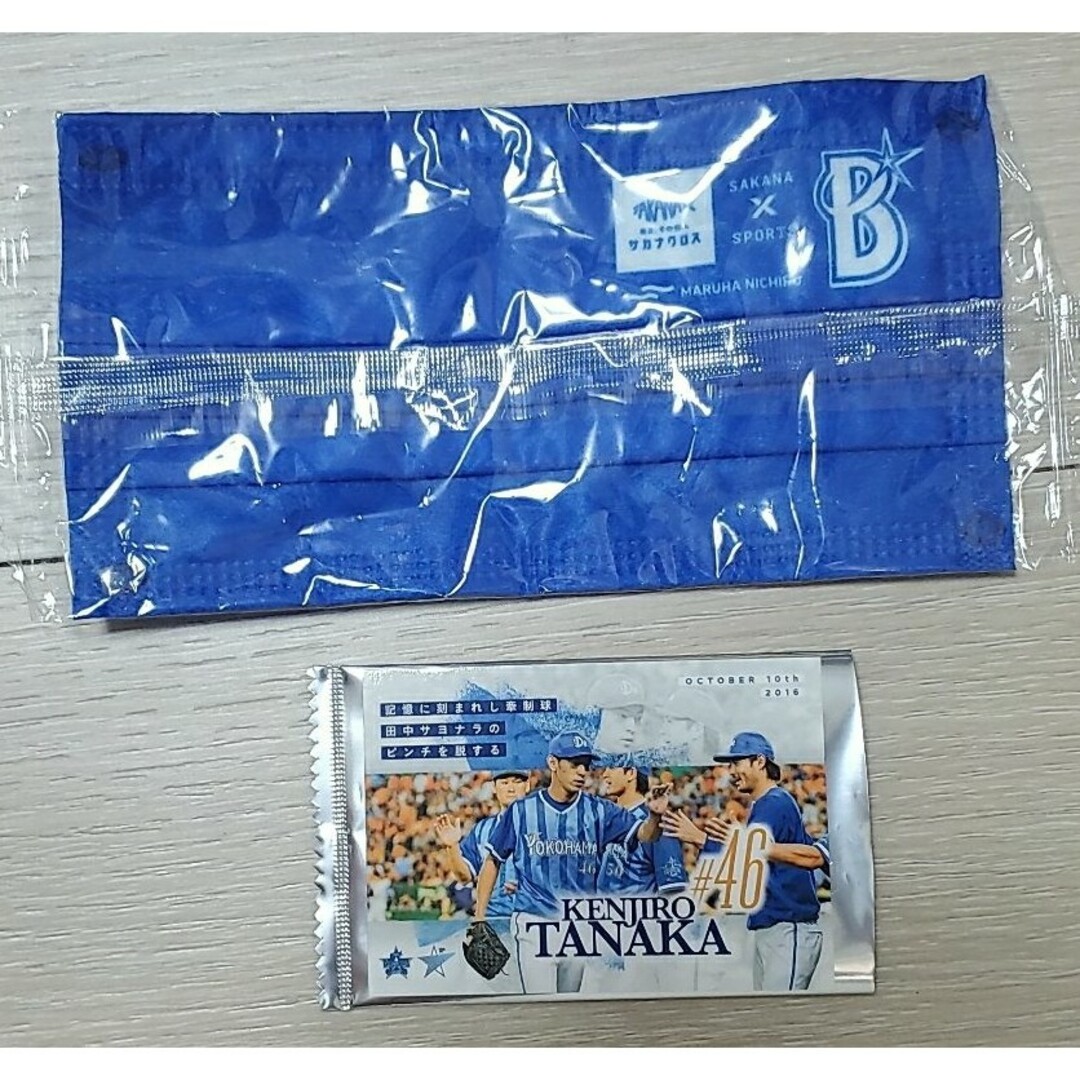 SAKANA
X
SPORTS
サカナクロス
MARUHA NICHIRO
B
OCTOBER 10th
2016
記憶に刻まれし牽制球
田中サヨナラの
ピンチを脱する
YOKOHAMA
46
50
#46
KENJIRO
TANAKA